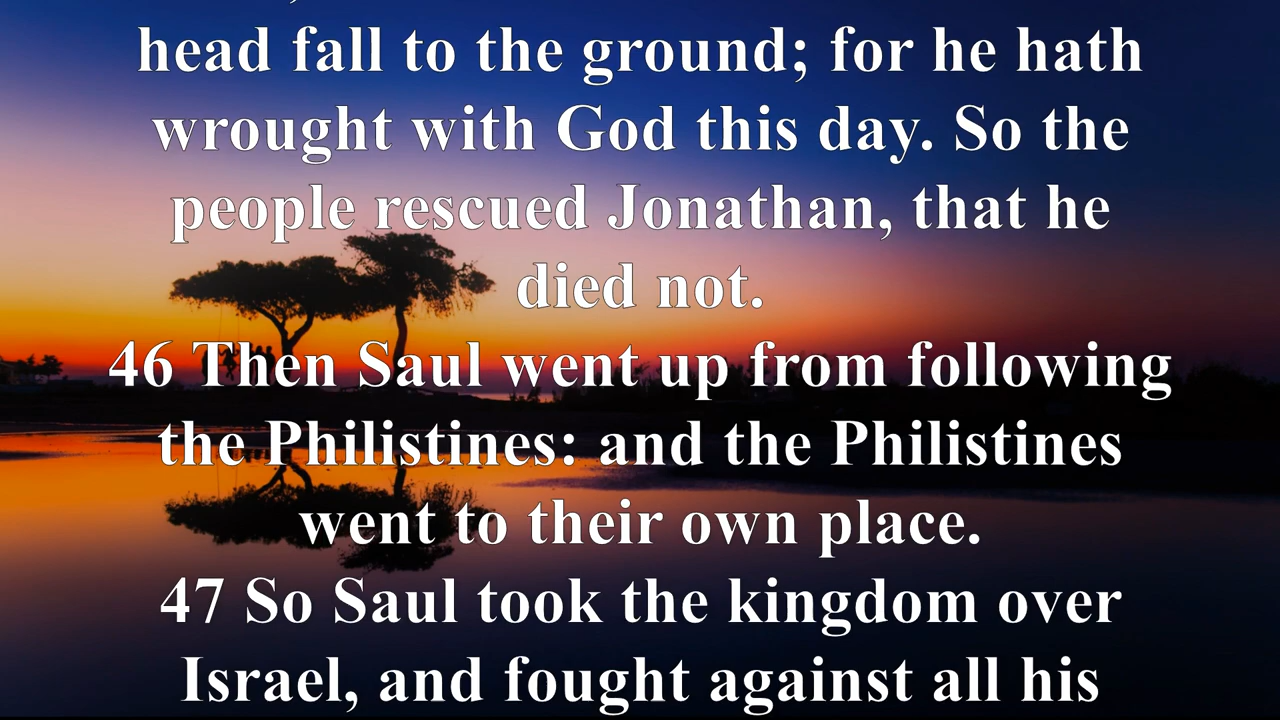 head fall to the ground; for he hath
wrought with God this day. So the
people rescued Jonathan, that he
died not.
46 Then Saul went up from following
the Philistines: and the Philistines
went to their own place.
47 So Saul took the kingdom over
Israel, and fought against all his